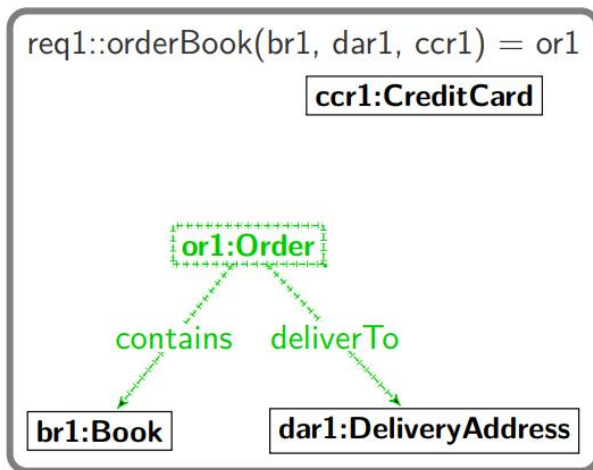 req1::orderBook(br1, dar1, ccr1) = or1
ccr1:CreditCard
or1:Order
contains deliverTo
br1:Book dar1:DeliveryAddress